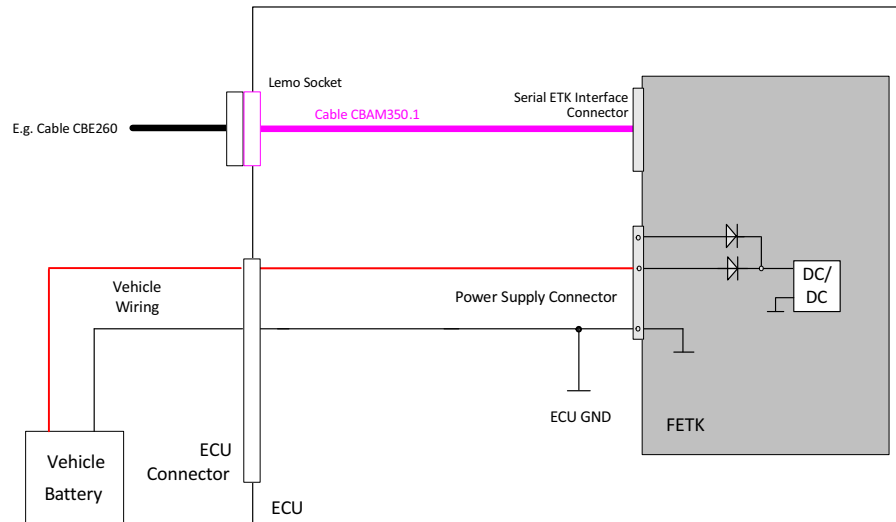 Lemo Socket
Serial ETK Interface
Connector
Cable CBAM350.1
E.g. Cable CBE260
DC/
DC
Vehicle
Wiring
Power Supply Connector
ECU GND
FETK
ECU
Connector
Vehicle
Battery
ECU